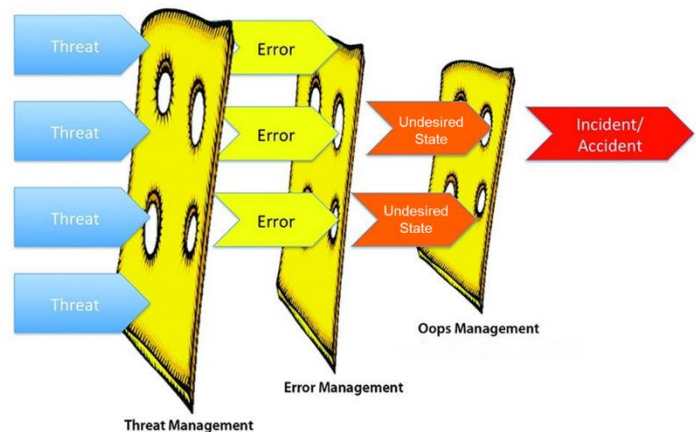 Threat
Error
Threat
Error
Undesired
State
Incident/
Accident
Threat
Error
Undesired
State
Threat
Oops Management
Error Management
Threat Management